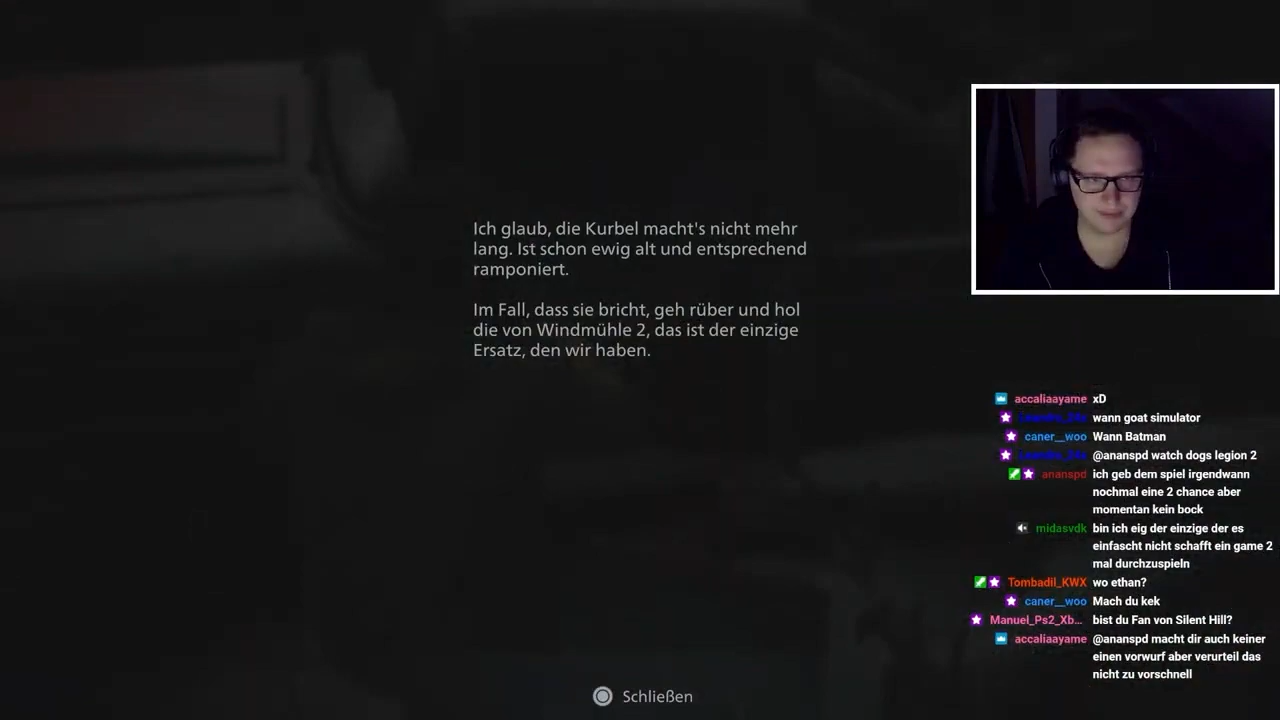 Ich glaub, die Kurbel macht's nicht mehr
lang. Ist schon ewig alt und entsprechend
ramponiert.
Im Fall, dass sie bricht, geh rüber und hol
die von Windmühle 2, das ist der einzige
Ersatz, den wir haben.
Schließen
accaliaayame xD
wann goat simulator
caner__woo Wann Batman
@ananspd watch dogs legion 2
ananspd ich geb dem spiel irgendwann
nochmal eine 2 chance aber
momentan kein bock
midasvdk bin ich eig der einzige der es
einfascht nicht schafft ein game 2
mal durchzuspieln
Tombadil_KWX wo ethan?
caner__woo Mach du kek
Manuel_Ps2_Xb... bist du Fan von Silent Hill?
accaliaayame @ananspd macht dir auch keiner
einen vorwurf aber verurteil das
nicht zu vorschnell